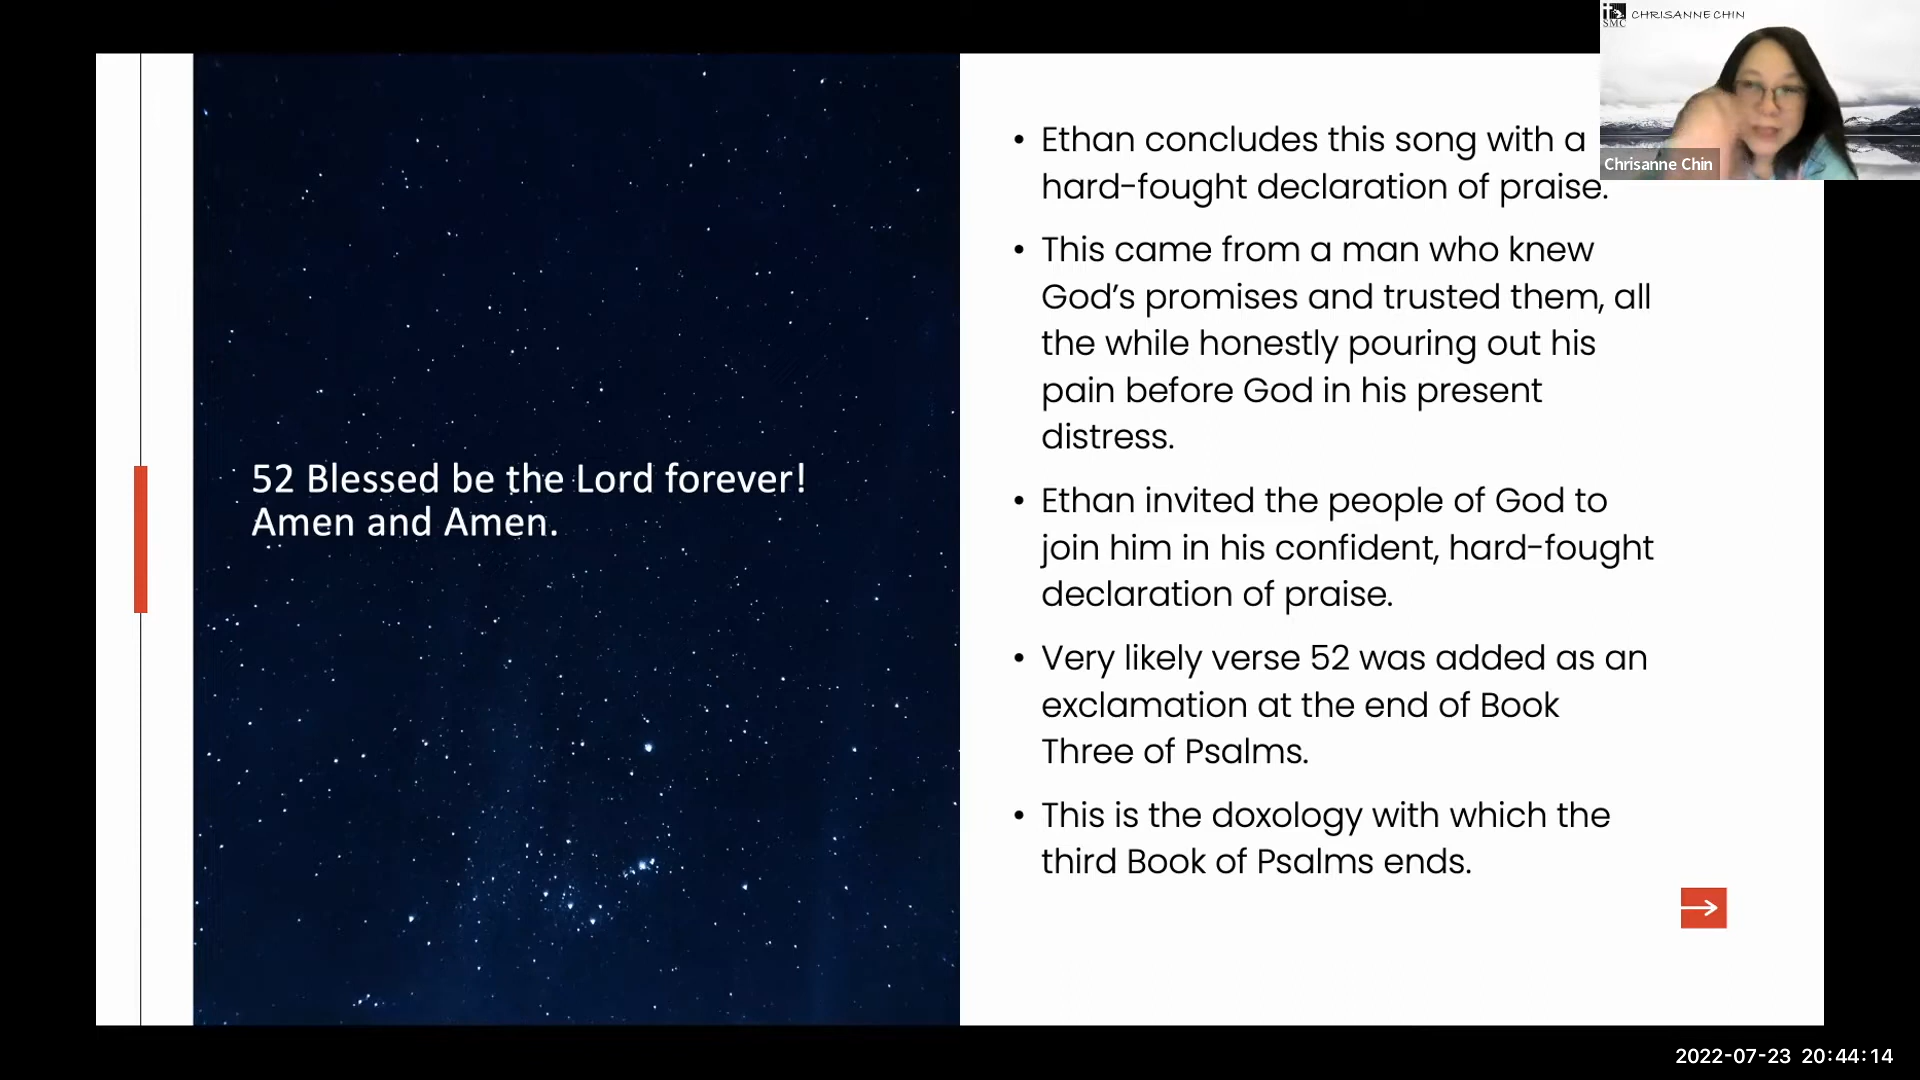 SMC
CHRISANNE CHIN
Chrisanne Chin
52 Blessed be the Lord forever!
Amen and Amen.
• Ethan concludes this song with a
hard-fought declaration of praise.
• This came from a man who knew
God’s promises and trusted them, all
the while honestly pouring out his
pain before God in his present
distress.
• Ethan invited the people of God to
join him in his confident, hard-fought
declaration of praise.
• Very likely verse 52 was added as an
exclamation at the end of Book
Three of Psalms.
• This is the doxology with which the
third Book of Psalms ends.
2022-07-23 20:44:14